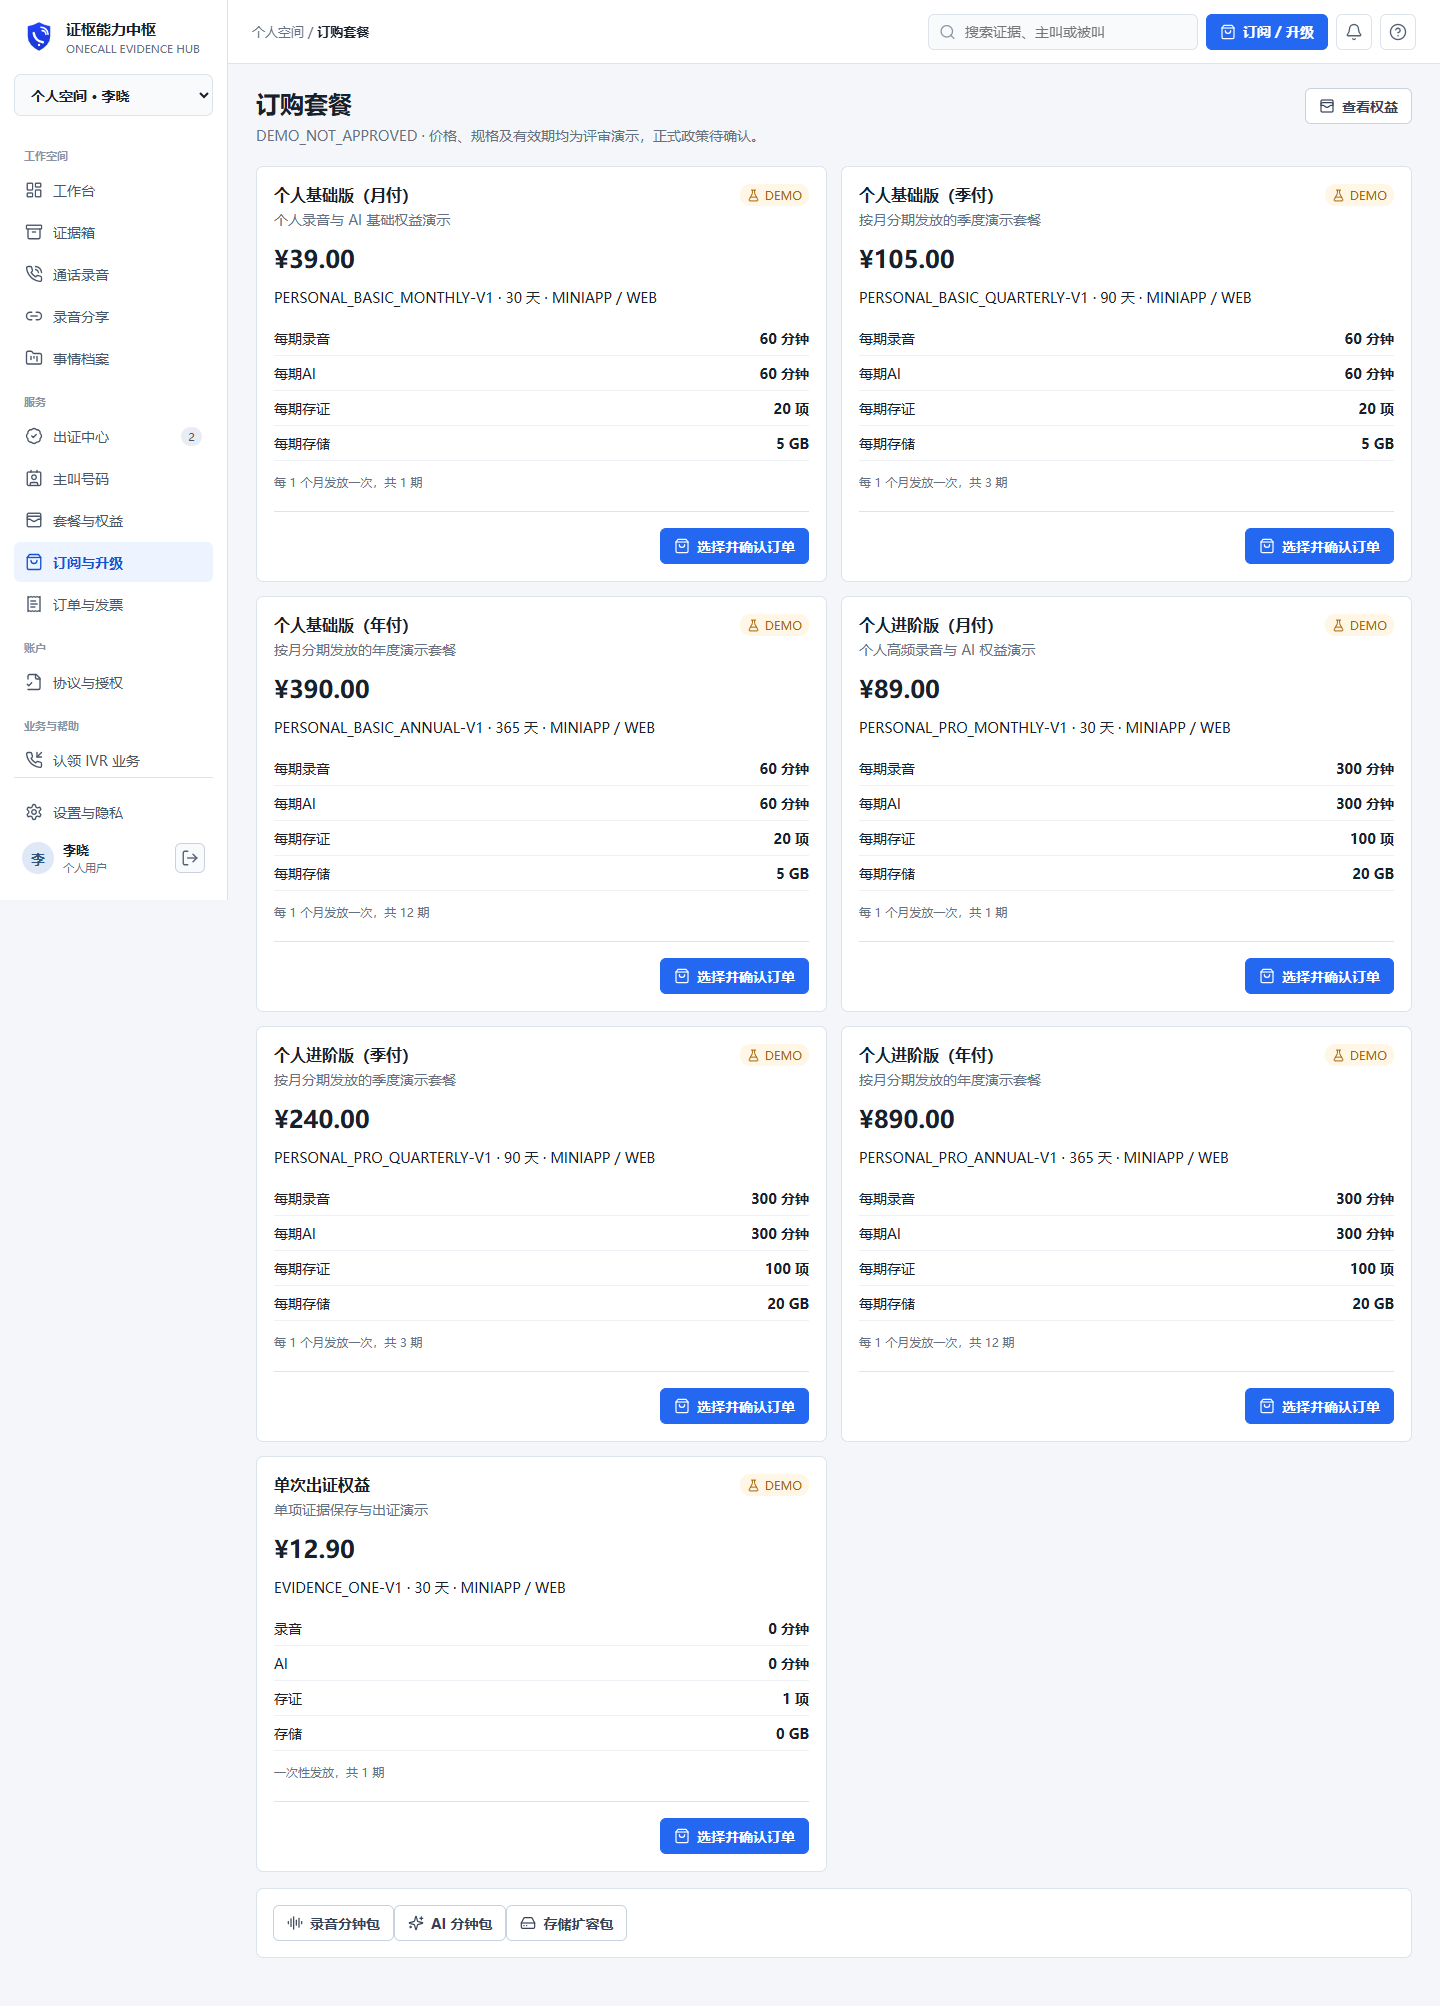 证枢能力中枢
ONECALL EVIDENCE HUB
个人空间 • 李晓
工作空间
工作台
证据箱
通话录音
录音分享
事情档案
服务
出证中心 2
主叫号码
套餐与权益
订阅与升级
订单与发票
账户
协议与授权
业务与帮助
认领 IVR 业务
设置与隐私
李
李晓
个人用户
个人空间 / 订购套餐
搜索证据、主叫或被叫
订阅 / 升级
订购套餐
DEMO_NOT_APPROVED · 价格、规格及有效期均为评审演示，正式政策待确认。
查看权益
个人基础版（月付）
DEMO
个人录音与 AI 基础权益演示
¥39.00
PERSONAL_BASIC_MONTHLY-V1 · 30 天 · MINIAPP / WEB
每期录音 60 分钟
每期AI 60 分钟
每期存证 20 项
每期存储 5 GB
每 1 个月发放一次，共 1 期
选择并确认订单
个人基础版（季付）
DEMO
按月分期发放的季度演示套餐
¥105.00
PERSONAL_BASIC_QUARTERLY-V1 · 90 天 · MINIAPP / WEB
每期录音 60 分钟
每期AI 60 分钟
每期存证 20 项
每期存储 5 GB
每 1 个月发放一次，共 3 期
选择并确认订单
个人基础版（年付）
DEMO
按月分期发放的年度演示套餐
¥390.00
PERSONAL_BASIC_ANNUAL-V1 · 365 天 · MINIAPP / WEB
每期录音 60 分钟
每期AI 60 分钟
每期存证 20 项
每期存储 5 GB
每 1 个月发放一次，共 12 期
选择并确认订单
个人进阶版（月付）
DEMO
个人高频录音与 AI 权益演示
¥89.00
PERSONAL_PRO_MONTHLY-V1 · 30 天 · MINIAPP / WEB
每期录音 300 分钟
每期AI 300 分钟
每期存证 100 项
每期存储 20 GB
每 1 个月发放一次，共 1 期
选择并确认订单
个人进阶版（季付）
DEMO
按月分期发放的季度演示套餐
¥240.00
PERSONAL_PRO_QUARTERLY-V1 · 90 天 · MINIAPP / WEB
每期录音 300 分钟
每期AI 300 分钟
每期存证 100 项
每期存储 20 GB
每 1 个月发放一次，共 3 期
选择并确认订单
个人进阶版（年付）
DEMO
按月分期发放的年度演示套餐
¥890.00
PERSONAL_PRO_ANNUAL-V1 · 365 天 · MINIAPP / WEB
每期录音 300 分钟
每期AI 300 分钟
每期存证 100 项
每期存储 20 GB
每 1 个月发放一次，共 12 期
选择并确认订单
单次出证权益
DEMO
单项证据保存与出证演示
¥12.90
EVIDENCE_ONE-V1 · 30 天 · MINIAPP / WEB
录音 0 分钟
AI 0 分钟
存证 1 项
存储 0 GB
一次性发放，共 1 期
选择并确认订单
录音分钟包
AI 分钟包
存储扩容包